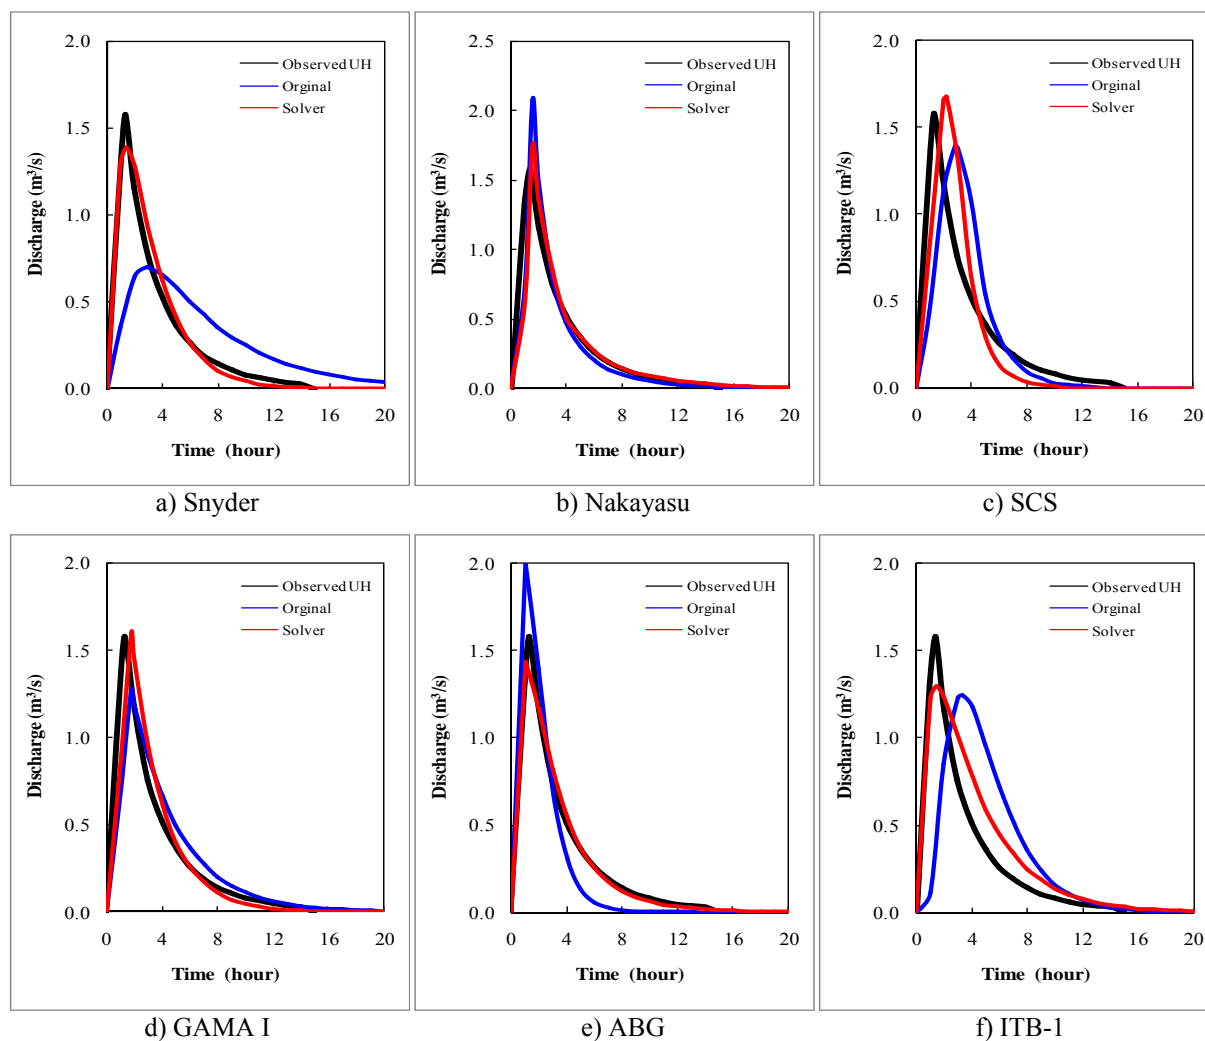 2.0
1.5
1.0
0.5
0.0
0 4 8 12 16 20
Discharge (m³/s)
Time (hour)
Observed UH
Orginal
Solver
a) Snyder
2.5
2.0
1.5
1.0
0.5
0.0
0 4 8 12 16 20
Discharge (m³/s)
Time (hour)
Observed UH
Orginal
Solver
b) Nakayasu
2.0
1.5
1.0
0.5
0.0
0 4 8 12 16 20
Discharge (m³/s)
Time (hour)
Observed UH
Orginal
Solver
c) SCS
2.0
1.5
1.0
0.5
0.0
0 4 8 12 16 20
Discharge (m³/s)
Time (hour)
Observed UH
Orginal
Solver
d) GAMA I
2.0
1.5
1.0
0.5
0.0
0 4 8 12 16 20
Discharge (m³/s)
Time (hour)
Observed UH
Orginal
Solver
e) ABG
2.0
1.5
1.0
0.5
0.0
0 4 8 12 16 20
Discharge (m³/s)
Time (hour)
Observed UH
Orginal
Solver
f) ITB-1